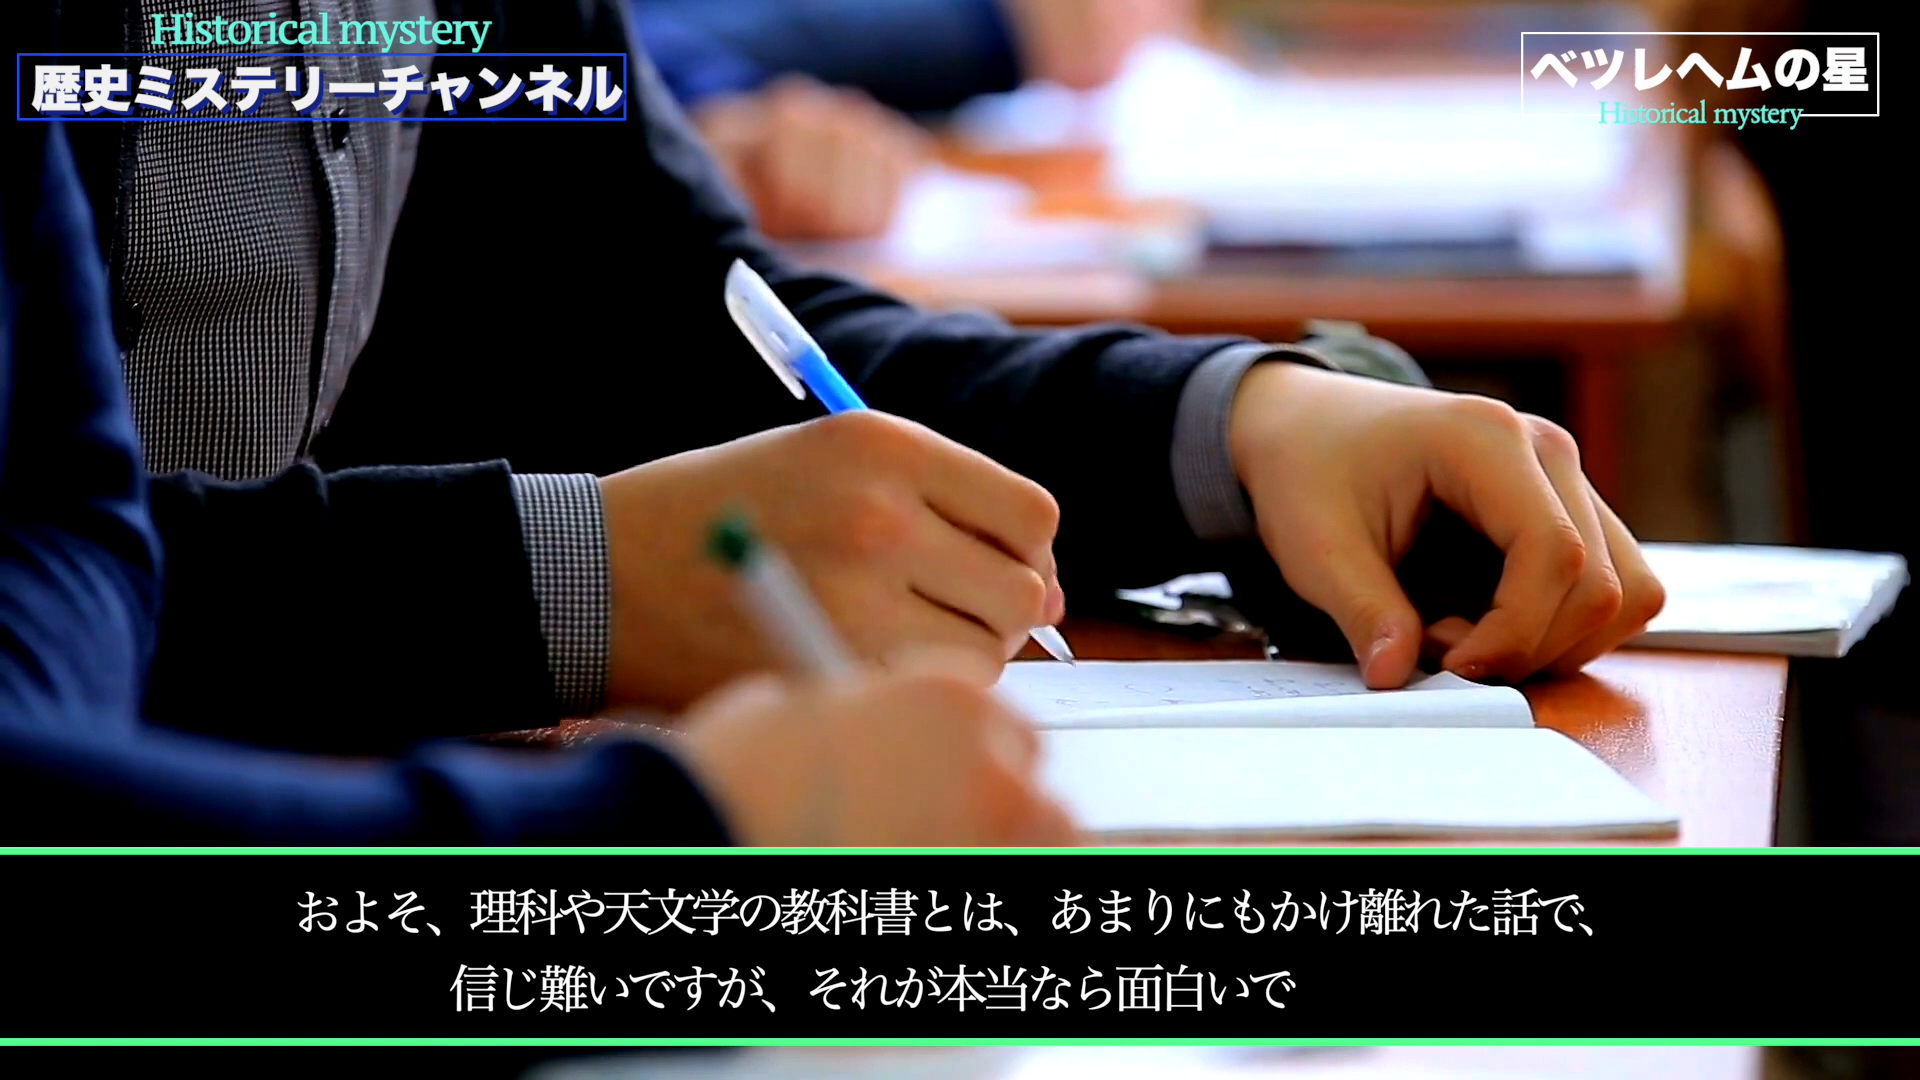 Historical mystery
歴史ミステリーチャンネル
ベツレヘムの星
Historical mystery
およそ、理科や天文学の教科書とは、あまりにもかけ離れた話で、
信じ難いですが、それが本当なら面白いで